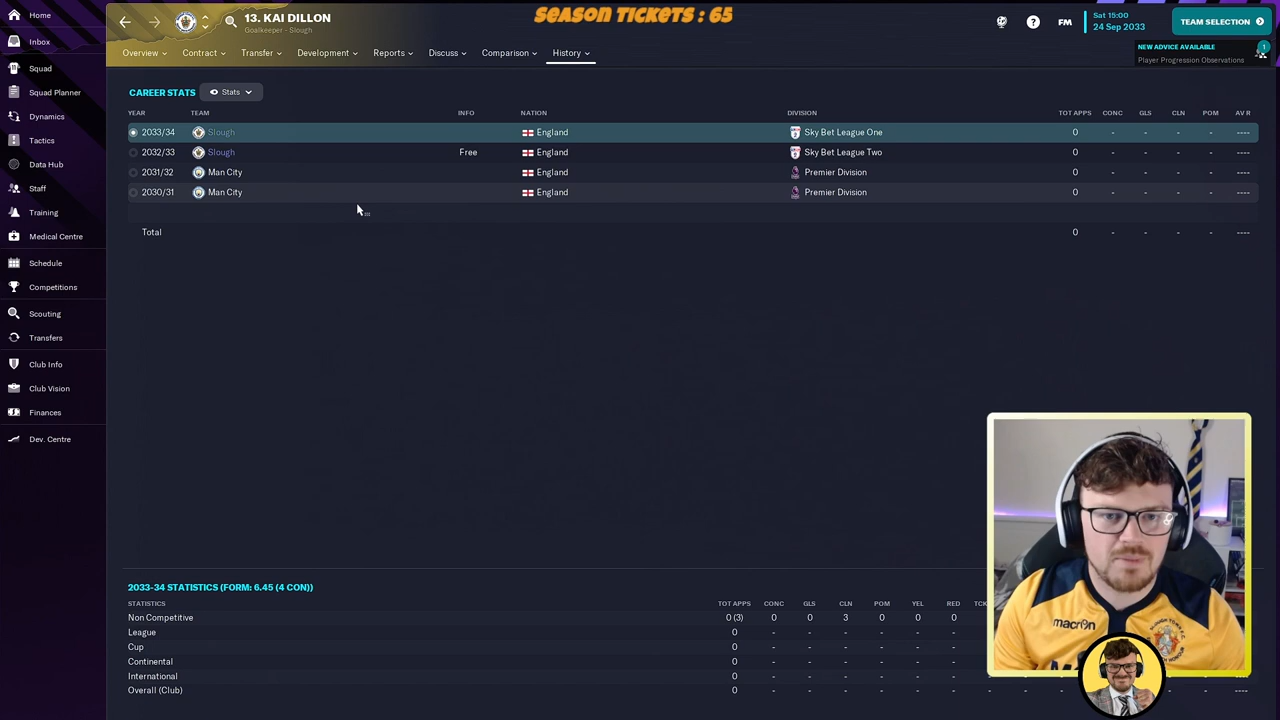 Home
Inbox
Squad
Squad Planner
Dynamics
Tactics
Data Hub
Staff
Training
Medical Centre
Schedule
Competitions
Scouting
Transfers
Club Info
Club Vision
Finances
Dev. Centre
13. KAI DILLON
Goalkeeper - Slough
SEASON TICKETS : 65
FM
Sat 15:00
24 Sep 2033
TEAM SELECTION
Overview Contract Transfer Development Reports Discuss Comparison History
NEW ADVICE AVAILABLE 1
Player Progression Observations
CAREER STATS Stats
YEAR TEAM INFO NATION DIVISION TOT APPS CONC GLS CLN POM AV R
2033/34 Slough England Sky Bet League One 0 - - - - ----
2032/33 Slough Free England Sky Bet League Two 0 - - - - ----
2031/32 Man City England Premier Division 0 - - - - ----
2030/31 Man City England Premier Division 0 - - - - ----
Total 0 - - - - ----
2033-34 STATISTICS (FORM: 6.45 (4 CON))
STATISTICS TOT APPS CONC GLS CLN POM YEL RED TCK
Non Competitive 0 (3) 0 0 3 0 0 0
League 0 - - - - - -
Cup 0 - - - - - -
Continental 0 - - - - - -
International 0 - - - - - -
Overall (Club) 0 - - - - - - - - - - ----
macron